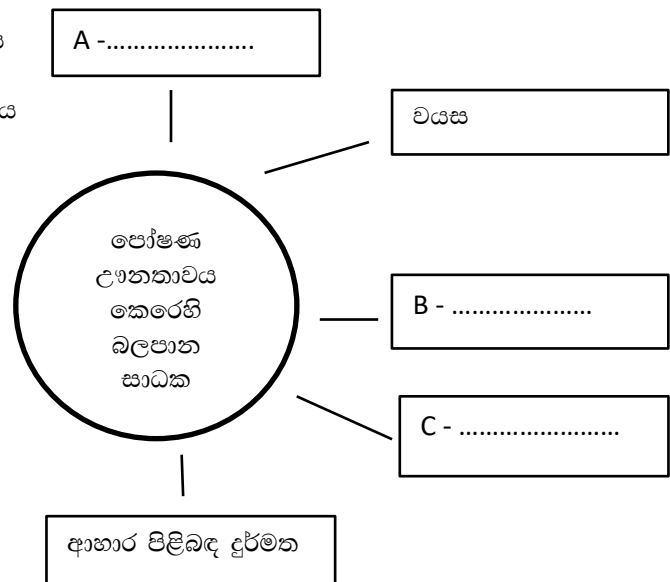 ය
A -......................
ය
වයස
පෝෂණ
ඌනතාවය
කෙරෙහි
බලපාන
සාධක
B - .....................
C - ........................
ආහාර පිළිබඳ දුර්මත